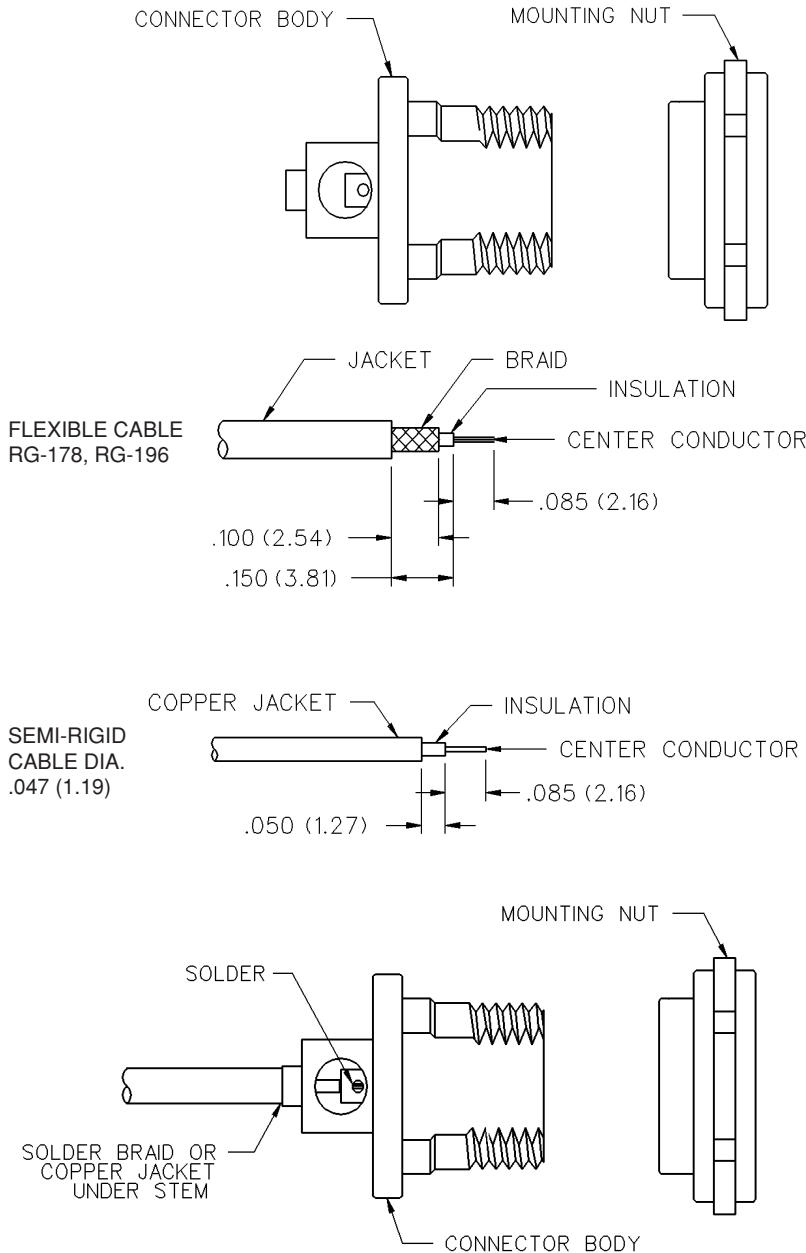 CONNECTOR BODY
MOUNTING NUT
JACKET
BRAID
INSULATION
FLEXIBLE CABLE
RG-178, RG-196
CENTER CONDUCTOR
.085 (2.16)
.100 (2.54)
.150 (3.81)
COPPER JACKET
INSULATION
SEMI-RIGID
CABLE DIA.
.047 (1.19)
CENTER CONDUCTOR
.085 (2.16)
.050 (1.27)
MOUNTING NUT
SOLDER
SOLDER BRAID OR
COPPER JACKET
UNDER STEM
CONNECTOR BODY